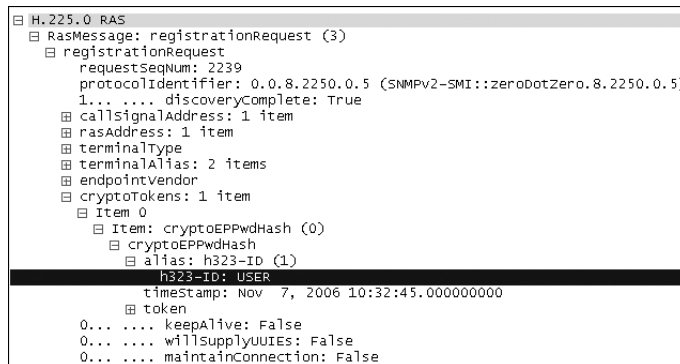 H.225.0 RAS
RasMessage: registrationRequest (3)
registrationRequest
requestSeqNum: 2239
protocolIdentifier: 0.0.8.2250.0.5 (SNMPv2-SMI::zeroDotZero.8.2250.0.5)
1... .... discoveryComplete: True
callSignalAddress: 1 item
rasAddress: 1 item
terminalType
terminalAlias: 2 items
endpointVendor
cryptoTokens: 1 item
Item 0
Item: cryptoEPPwdHash (0)
cryptoEPPwdHash
alias: h323-ID (1)
h323-ID: USER
timeStamp: Nov  7, 2006 10:32:45.000000000
token
0... .... keepAlive: False
0... .... willSupplyUUIEs: False
0... .... maintainConnection: False